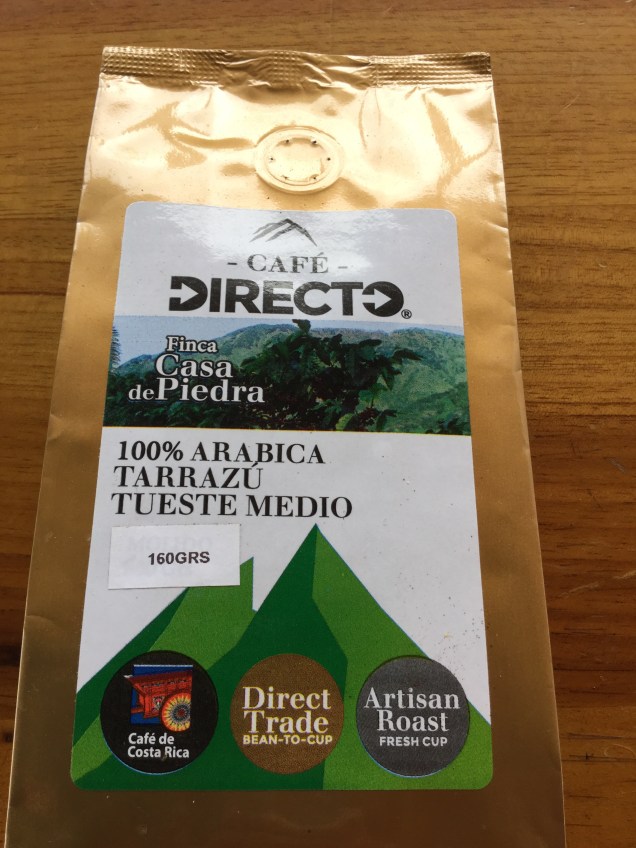 - CAFÉ -
DIRECTO®
Finca
Casa
de Piedra
100% ARABICA
TARRAZÚ
TUESTE MEDIO
160GRS
Café de
Costa Rica
Direct
Trade
BEAN-TO-CUP
Artisan
Roast
FRESH CUP